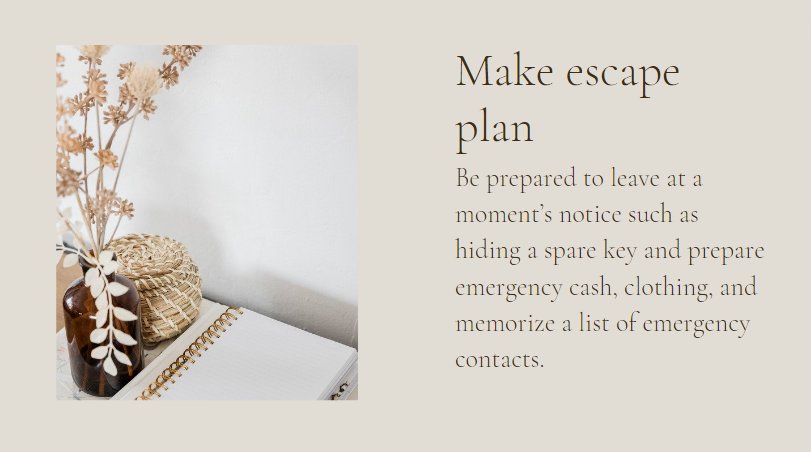 Make escape
plan
Be prepared to leave at a
moment’s notice such as
hiding a spare key and prepare
emergency cash, clothing, and
memorize a list of emergency
contacts.